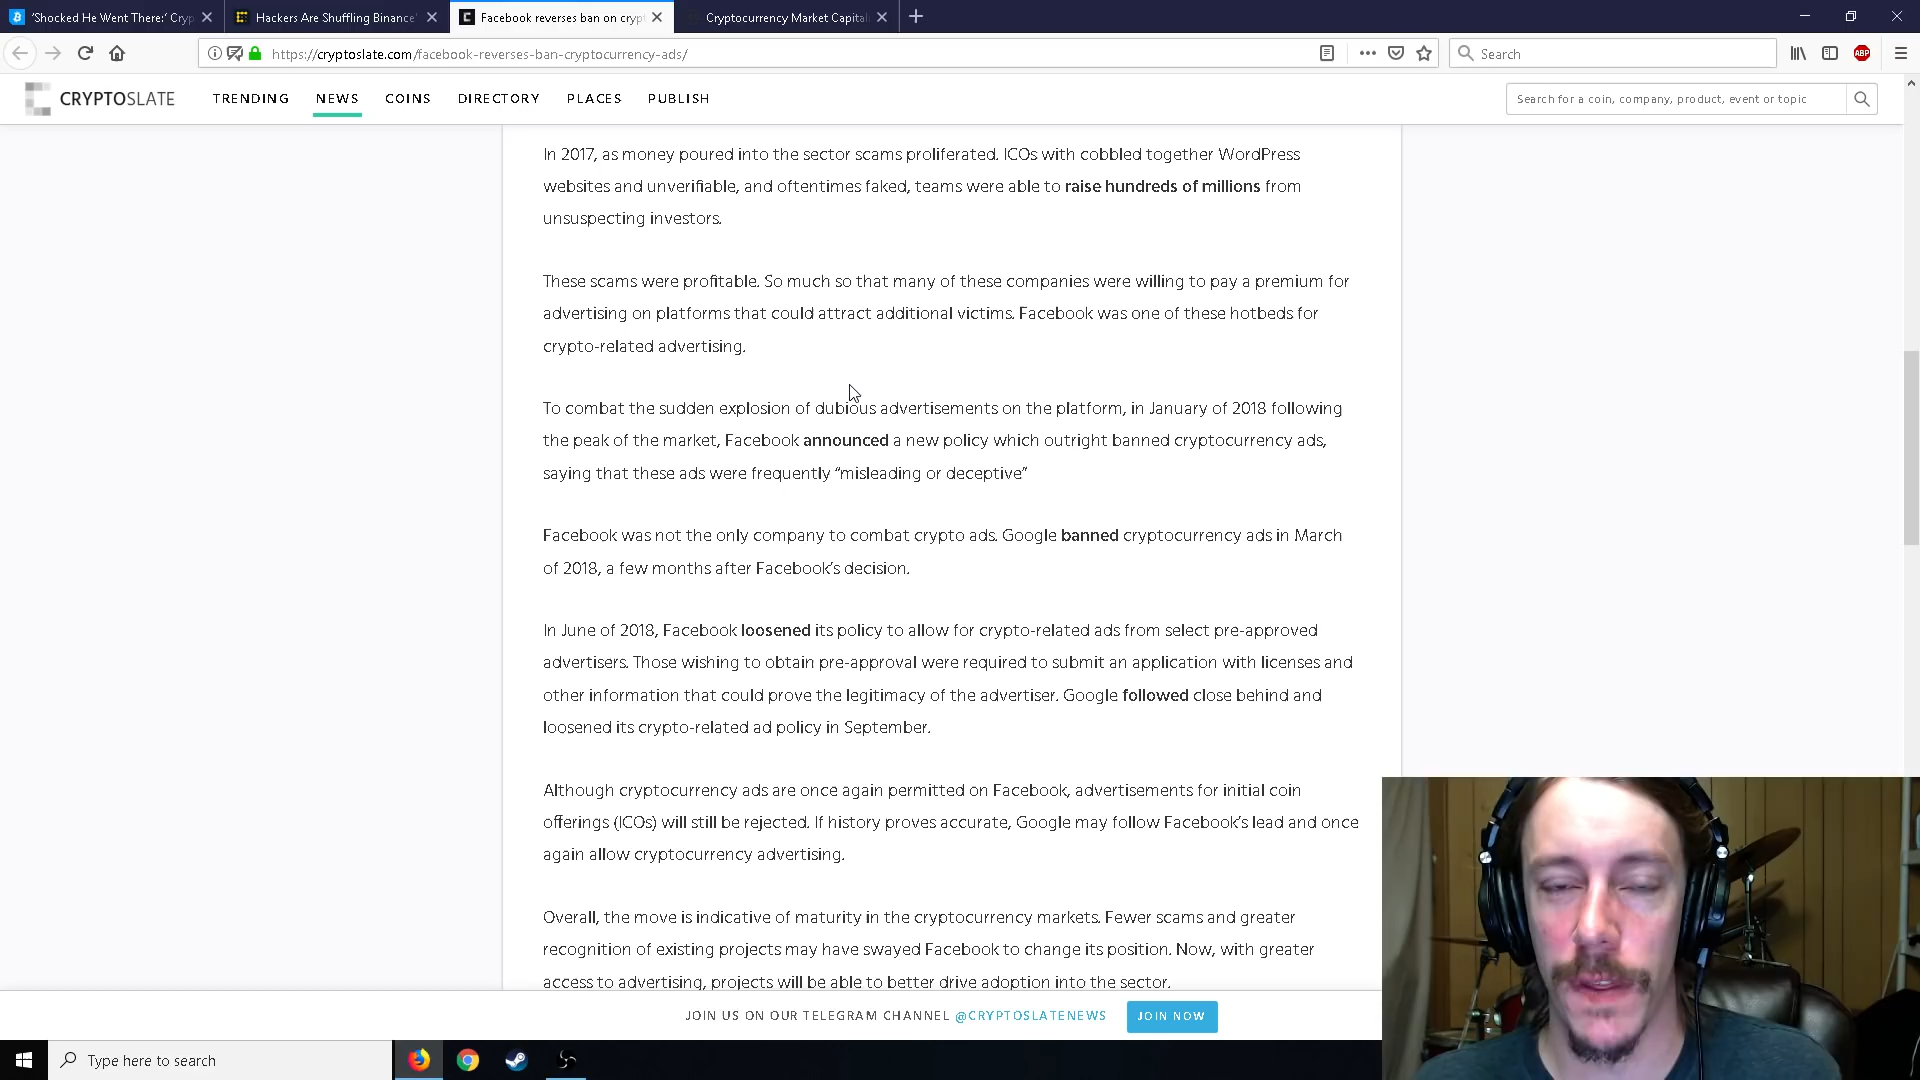 'Shocked He Went There:' Cryp
Hackers Are Shuffling Binance'
Facebook reverses ban on cryp
Cryptocurrency Market Capital
https://cryptoslate.com/facebook-reverses-ban-cryptocurrency-ads/
Search
ABP
CRYPTOSLATE
TRENDING
NEWS
COINS
DIRECTORY
PLACES
PUBLISH
Search for a coin, company, product, event or topic
In 2017, as money poured into the sector scams proliferated. ICOs with cobbled together WordPress
websites and unverifiable, and oftentimes faked, teams were able to raise hundreds of millions from
unsuspecting investors.
These scams were profitable. So much so that many of these companies were willing to pay a premium for
advertising on platforms that could attract additional victims. Facebook was one of these hotbeds for
crypto-related advertising.
To combat the sudden explosion of dubious advertisements on the platform, in January of 2018 following
the peak of the market, Facebook announced a new policy which outright banned cryptocurrency ads,
saying that these ads were frequently “misleading or deceptive”
Facebook was not the only company to combat crypto ads. Google banned cryptocurrency ads in March
of 2018, a few months after Facebook’s decision.
In June of 2018, Facebook loosened its policy to allow for crypto-related ads from select pre-approved
advertisers. Those wishing to obtain pre-approval were required to submit an application with licenses and
other information that could prove the legitimacy of the advertiser. Google followed close behind and
loosened its crypto-related ad policy in September.
Although cryptocurrency ads are once again permitted on Facebook, advertisements for initial coin
offerings (ICOs) will still be rejected. If history proves accurate, Google may follow Facebook’s lead and once
again allow cryptocurrency advertising.
Overall, the move is indicative of maturity in the cryptocurrency markets. Fewer scams and greater
recognition of existing projects may have swayed Facebook to change its position. Now, with greater
access to advertising, projects will be able to better drive adoption into the sector.
JOIN US ON OUR TELEGRAM CHANNEL @CRYPTOSLATENEWS
JOIN NOW
Type here to search